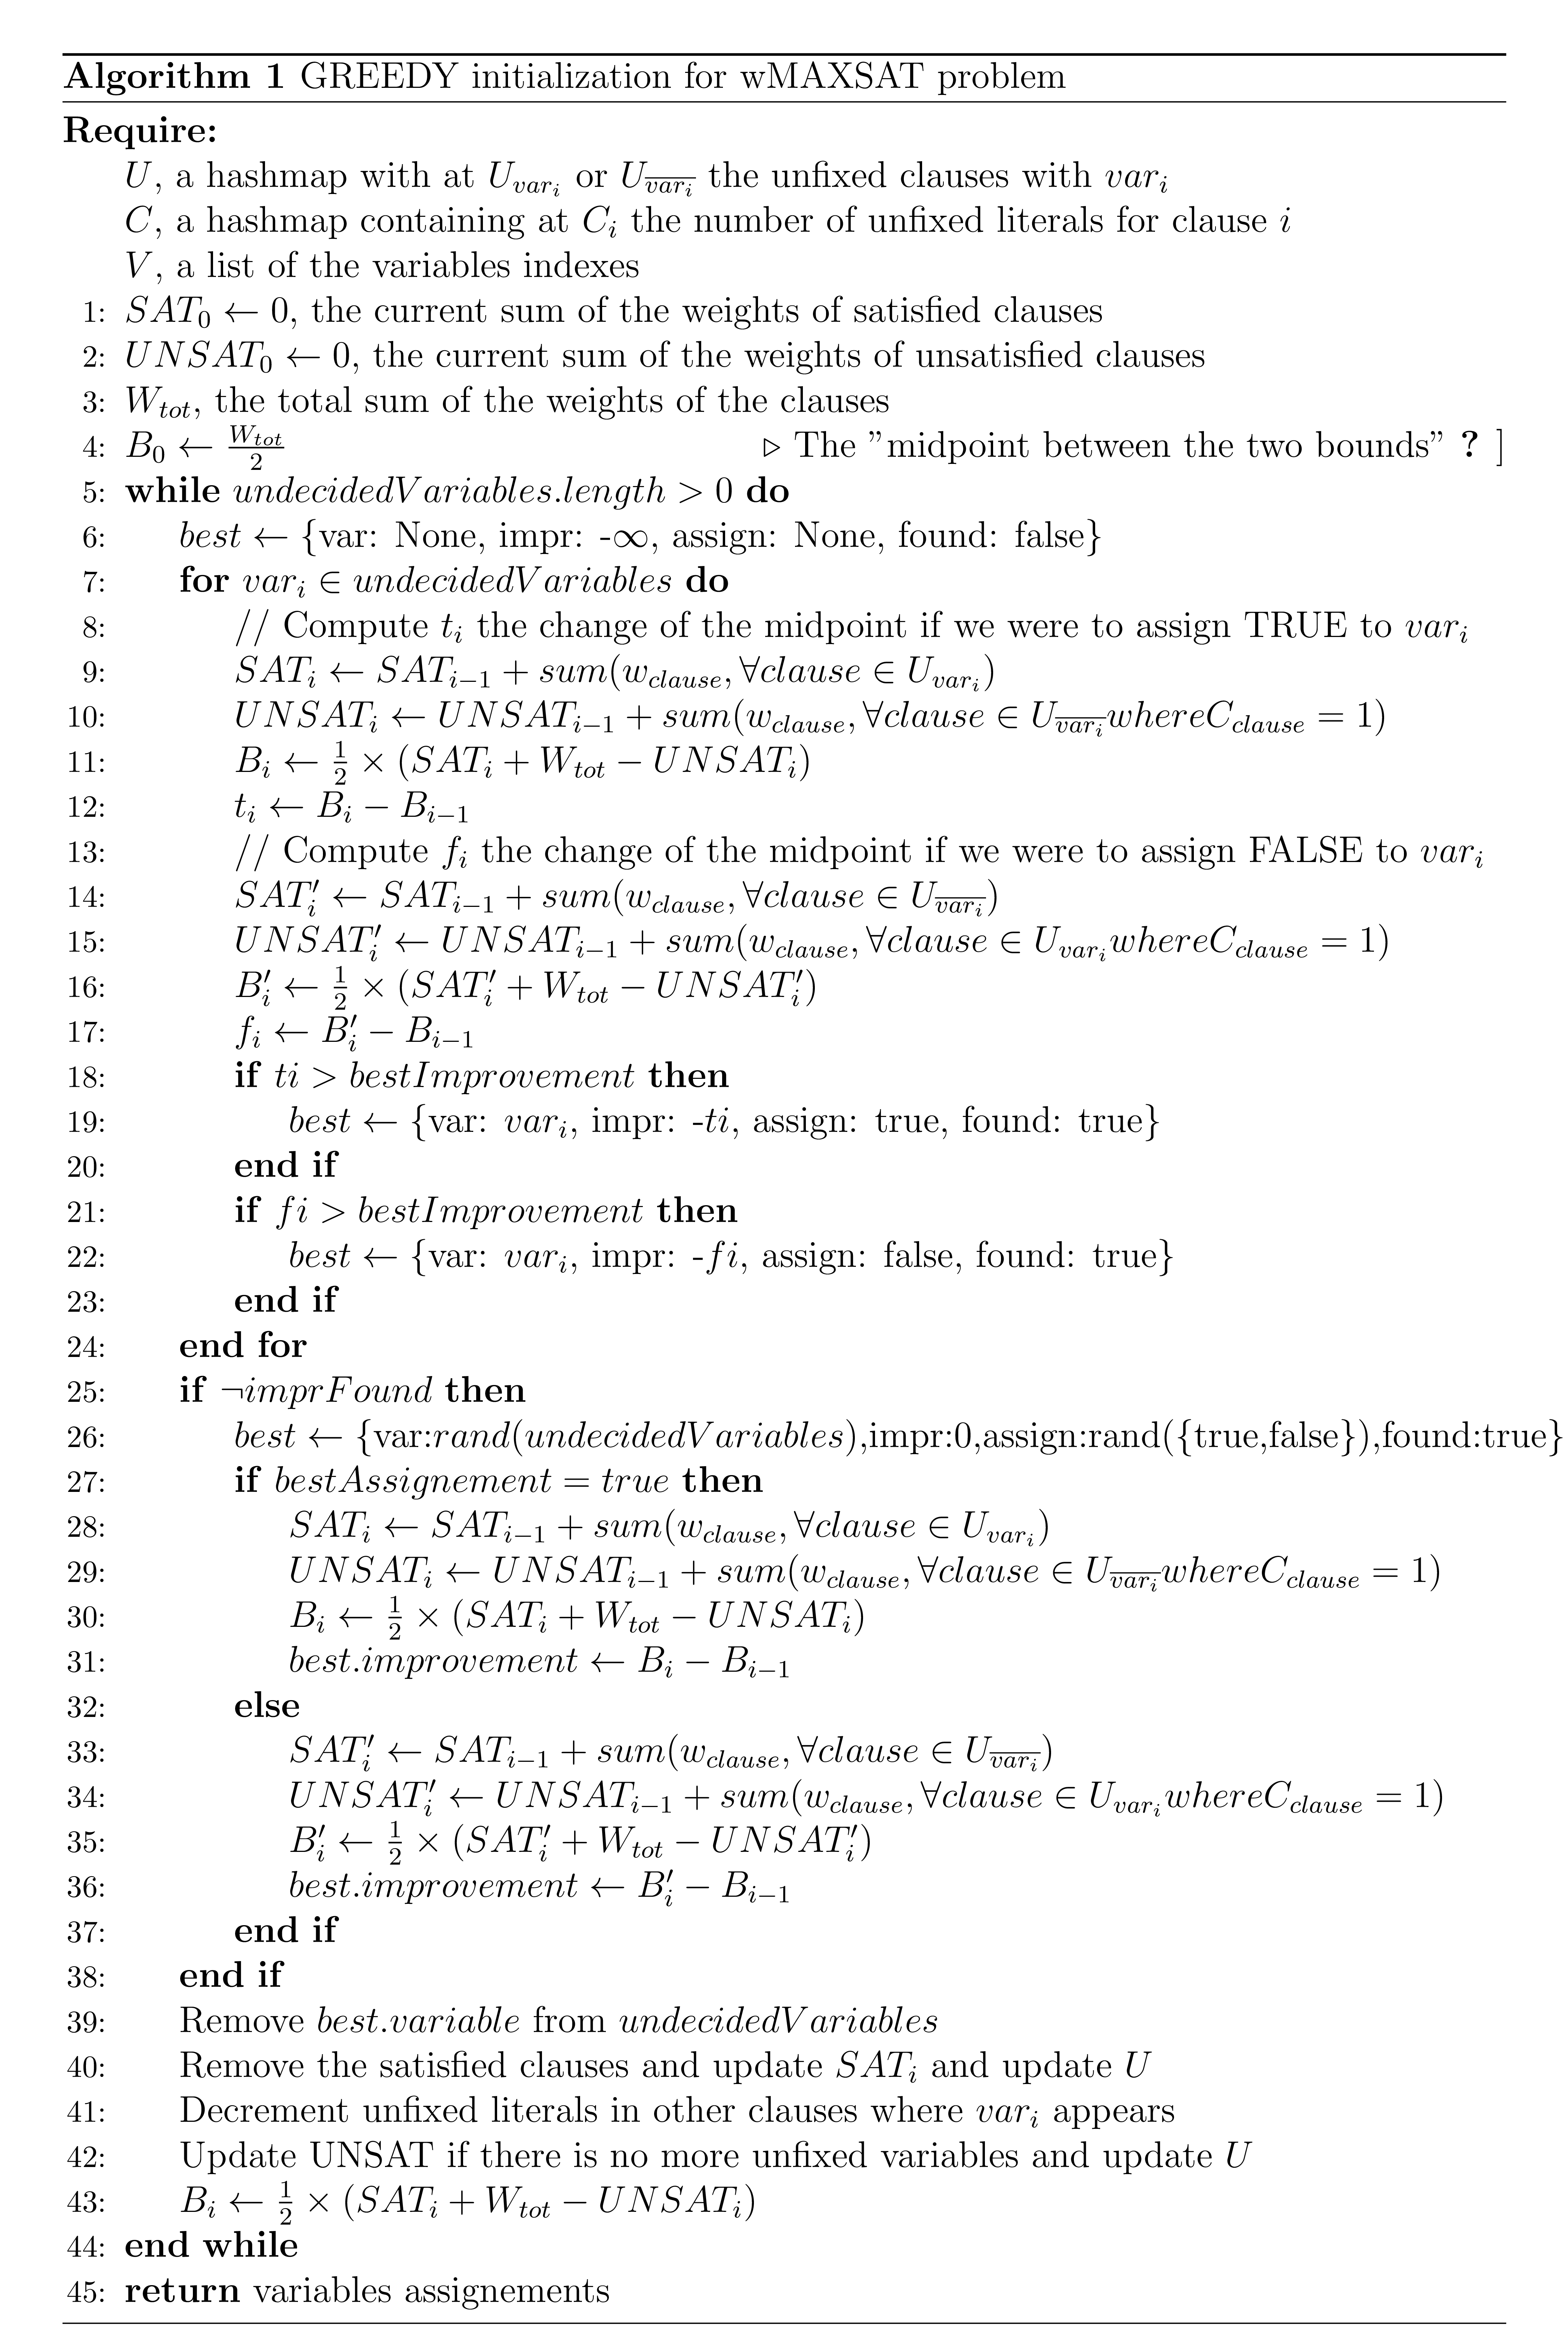 Algorithm 1 GREEDY initialization for wMAXSAT problem
Require:
$U$, a hashmap with at $U_{var_i}$ or $U_{\overline{var_i}}$ the unfixed clauses with $var_i$
$C$, a hashmap containing at $C_i$ the number of unfixed literals for clause $i$
$V$, a list of the variables indexes
1: $SAT_0 \leftarrow 0$, the current sum of the weights of satisfied clauses
2: $UNSAT_0 \leftarrow 0$, the current sum of the weights of unsatisfied clauses
3: $W_{tot}$, the total sum of the weights of the clauses
4: $B_0 \leftarrow \frac{W_{tot}}{2}$ ▷ The ”midpoint between the two bounds” ? ]
5: while $undecidedVariables.length > 0$ do
6: $best \leftarrow$ {var: None, impr: -∞, assign: None, found: false}
7: for $var_i \in undecidedVariables$ do
8: // Compute $t_i$ the change of the midpoint if we were to assign TRUE to $var_i$
9: $SAT_i \leftarrow SAT_{i-1} + sum(w_{clause}, \forall clause \in U_{var_i})$
10: $UNSAT_i \leftarrow UNSAT_{i-1} + sum(w_{clause}, \forall clause \in U_{\overline{var_i}} where C_{clause} = 1)$
11: $B_i \leftarrow \frac{1}{2} \times (SAT_i + W_{tot} - UNSAT_i)$
12: $t_i \leftarrow B_i - B_{i-1}$
13: // Compute $f_i$ the change of the midpoint if we were to assign FALSE to $var_i$
14: $SAT_i' \leftarrow SAT_{i-1} + sum(w_{clause}, \forall clause \in U_{\overline{var_i}})$
15: $UNSAT_i' \leftarrow UNSAT_{i-1} + sum(w_{clause}, \forall clause \in U_{var_i} where C_{clause} = 1)$
16: $B_i' \leftarrow \frac{1}{2} \times (SAT_i' + W_{tot} - UNSAT_i')$
17: $f_i \leftarrow B_i' - B_{i-1}$
18: if $ti > bestImprovement$ then
19: $best \leftarrow$ {var: $var_i$, impr: -$ti$, assign: true, found: true}
20: end if
21: if $fi > bestImprovement$ then
22: $best \leftarrow$ {var: $var_i$, impr: -$fi$, assign: false, found: true}
23: end if
24: end for
25: if $\neg imprFound$ then
26: $best \leftarrow$ {var:$rand(undecidedVariables)$,impr:0,assign:rand({true,false}),found:true}
27: if $bestAssignement = true$ then
28: $SAT_i \leftarrow SAT_{i-1} + sum(w_{clause}, \forall clause \in U_{var_i})$
29: $UNSAT_i \leftarrow UNSAT_{i-1} + sum(w_{clause}, \forall clause \in U_{\overline{var_i}} where C_{clause} = 1)$
30: $B_i \leftarrow \frac{1}{2} \times (SAT_i + W_{tot} - UNSAT_i)$
31: $best.improvement \leftarrow B_i - B_{i-1}$
32: else
33: $SAT_i' \leftarrow SAT_{i-1} + sum(w_{clause}, \forall clause \in U_{\overline{var_i}})$
34: $UNSAT_i' \leftarrow UNSAT_{i-1} + sum(w_{clause}, \forall clause \in U_{var_i} where C_{clause} = 1)$
35: $B_i' \leftarrow \frac{1}{2} \times (SAT_i' + W_{tot} - UNSAT_i')$
36: $best.improvement \leftarrow B_i' - B_{i-1}$
37: end if
38: end if
39: Remove $best.variable$ from $undecidedVariables$
40: Remove the satisfied clauses and update $SAT_i$ and update $U$
41: Decrement unfixed literals in other clauses where $var_i$ appears
42: Update UNSAT if there is no more unfixed variables and update $U$
43: $B_i \leftarrow \frac{1}{2} \times (SAT_i + W_{tot} - UNSAT_i)$
44: end while
45: return variables assignements